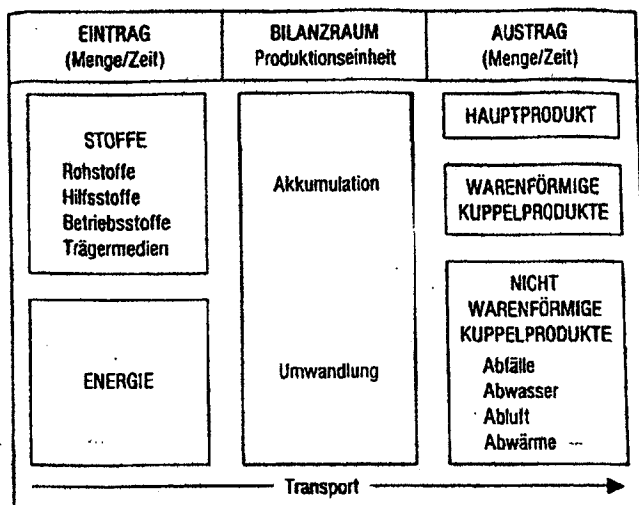 EINTRAG
(Menge/Zeit)
BILANZRAUM
Produktionseinheit
AUSTRAG
(Menge/Zeit)
STOFFE
Rohstoffe
Hilfsstoffe
Betriebsstoffe
Trägermedien
ENERGIE
Akkumulation
Umwandlung
HAUPTPRODUKT
WARENFÖRMIGE
KUPPELPRODUKTE
NICHT
WARENFÖRMIGE
KUPPELPRODUKTE
Abfälle
Abwasser
Abluft
Abwärme
Transport